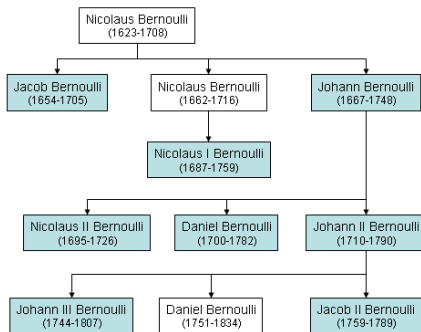 Nicolaus Bernoulli
(1623-1708)
Jacob Bernoulli
(1654-1705)
Nicolaus Bernoulli
(1662-1716)
Johann Bernoulli
(1667-1748)
Nicolaus I Bernoulli
(1687-1759)
Nicolaus II Bernoulli
(1695-1726)
Daniel Bernoulli
(1700-1782)
Johann II Bernoulli
(1710-1790)
Johann III Bernoulli
(1744-1807)
Daniel Bernoulli
(1751-1834)
Jacob II Bernoulli
(1759-1789)